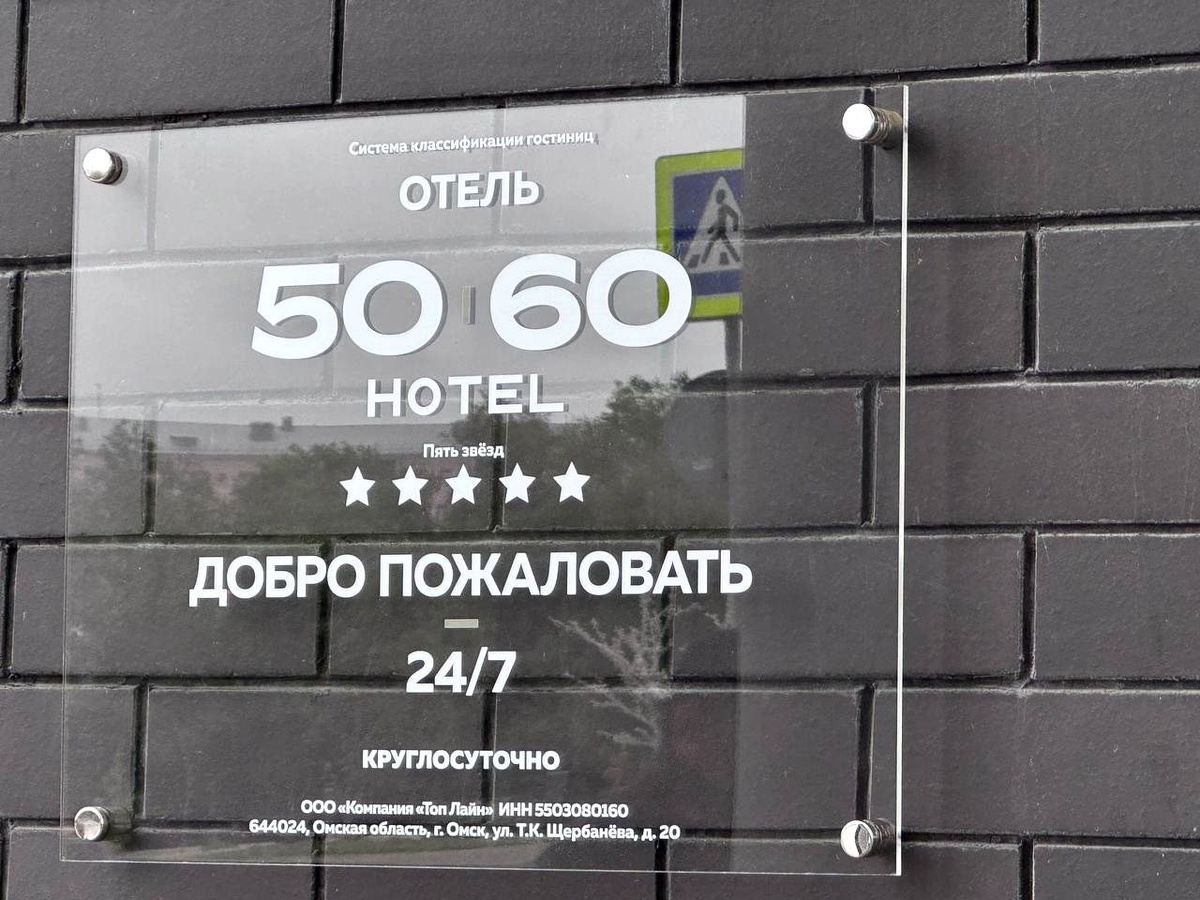 Система классификации гостиниц
ОТЕЛЬ
50 60
HOTEL
Пять звёзд
ДОБРО ПОЖАЛОВАТЬ
24/7
КРУГЛОСУТОЧНО
ООО «Компания «Топ Лайн» ИНН 5503080160
644024, Омская область, г. Омск, ул. Т.К. Щербанёва, д. 20